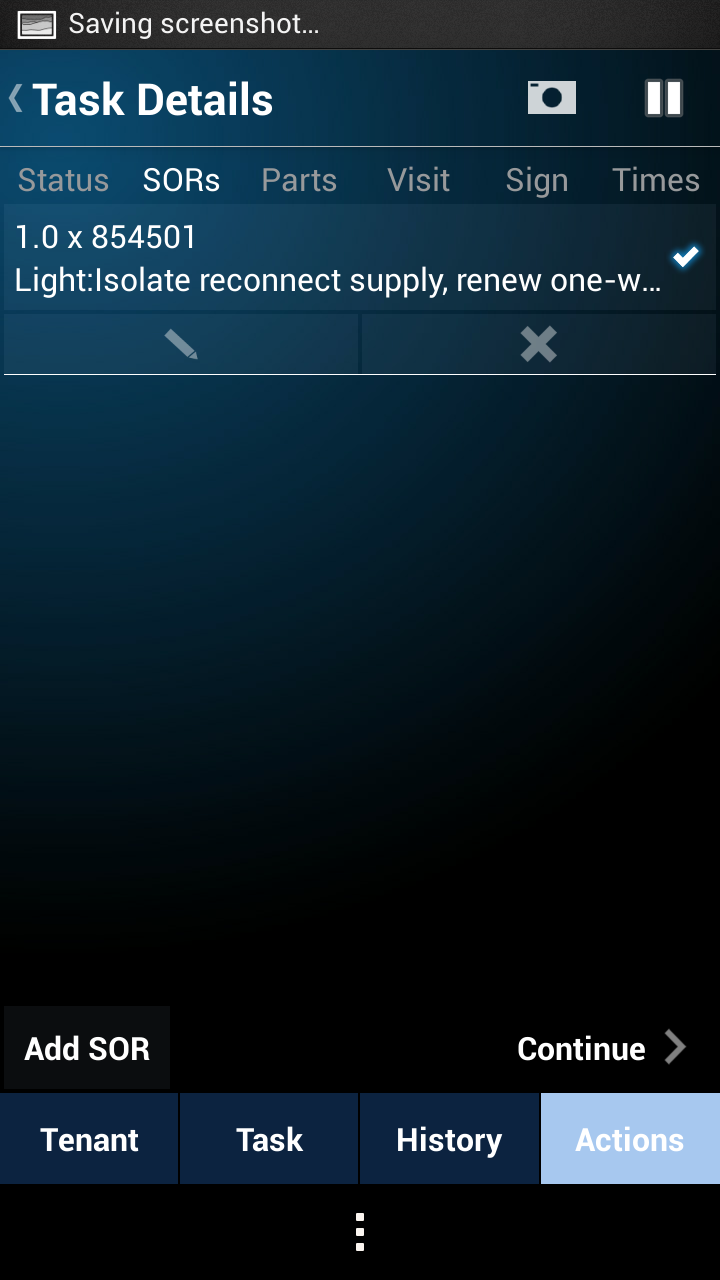 Saving screenshot...
Task Details
Status SORs Parts Visit Sign Times
1.0 x 854501
Light:Isolate reconnect supply, renew one-w...
Add SOR Continue
Tenant Task History Actions